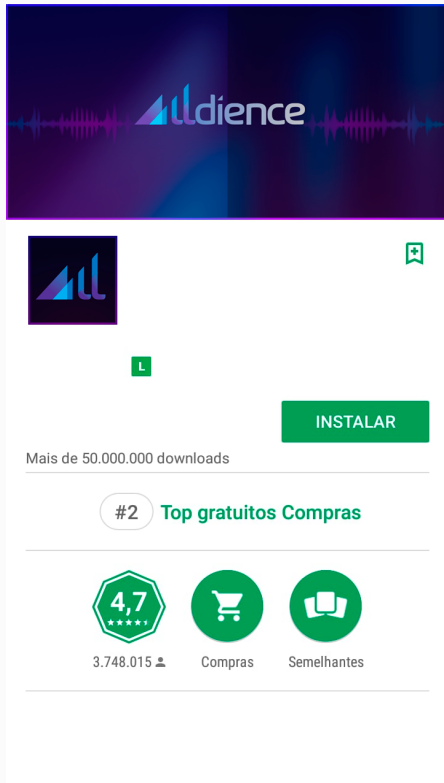 Alldience
All
L
INSTALAR
Mais de 50.000.000 downloads
#2 Top gratuitos Compras
4,7
3.748.015
Compras
Semelhantes